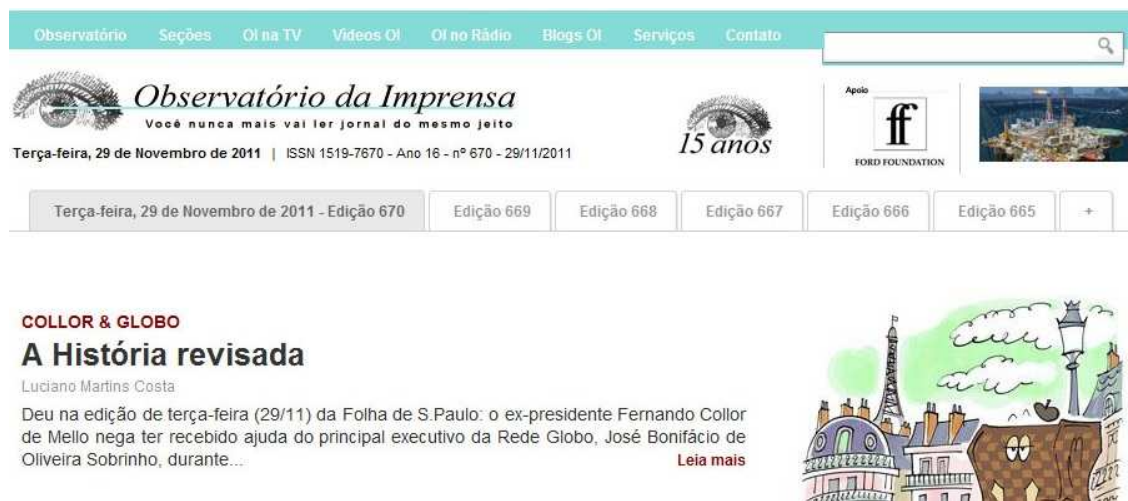 Observatório Seções OI na TV Vídeos OI OI no Rádio Blogs OI Serviços Contato
Observatório da Imprensa
Você nunca mais vai ler jornal do mesmo jeito
Terça-feira, 29 de Novembro de 2011 | ISSN 1519-7670 - Ano 16 - nº 670 - 29/11/2011
15 anos
Apoio
ff
FORD FOUNDATION
Terça-feira, 29 de Novembro de 2011 - Edição 670 Edição 669 Edição 668 Edição 667 Edição 666 Edição 665 +
COLLOR & GLOBO
A História revisada
Luciano Martins Costa
Deu na edição de terça-feira (29/11) da Folha de S.Paulo: o ex-presidente Fernando Collor
de Mello nega ter recebido ajuda do principal executivo da Rede Globo, José Bonifácio de
Oliveira Sobrinho, durante... Leia mais